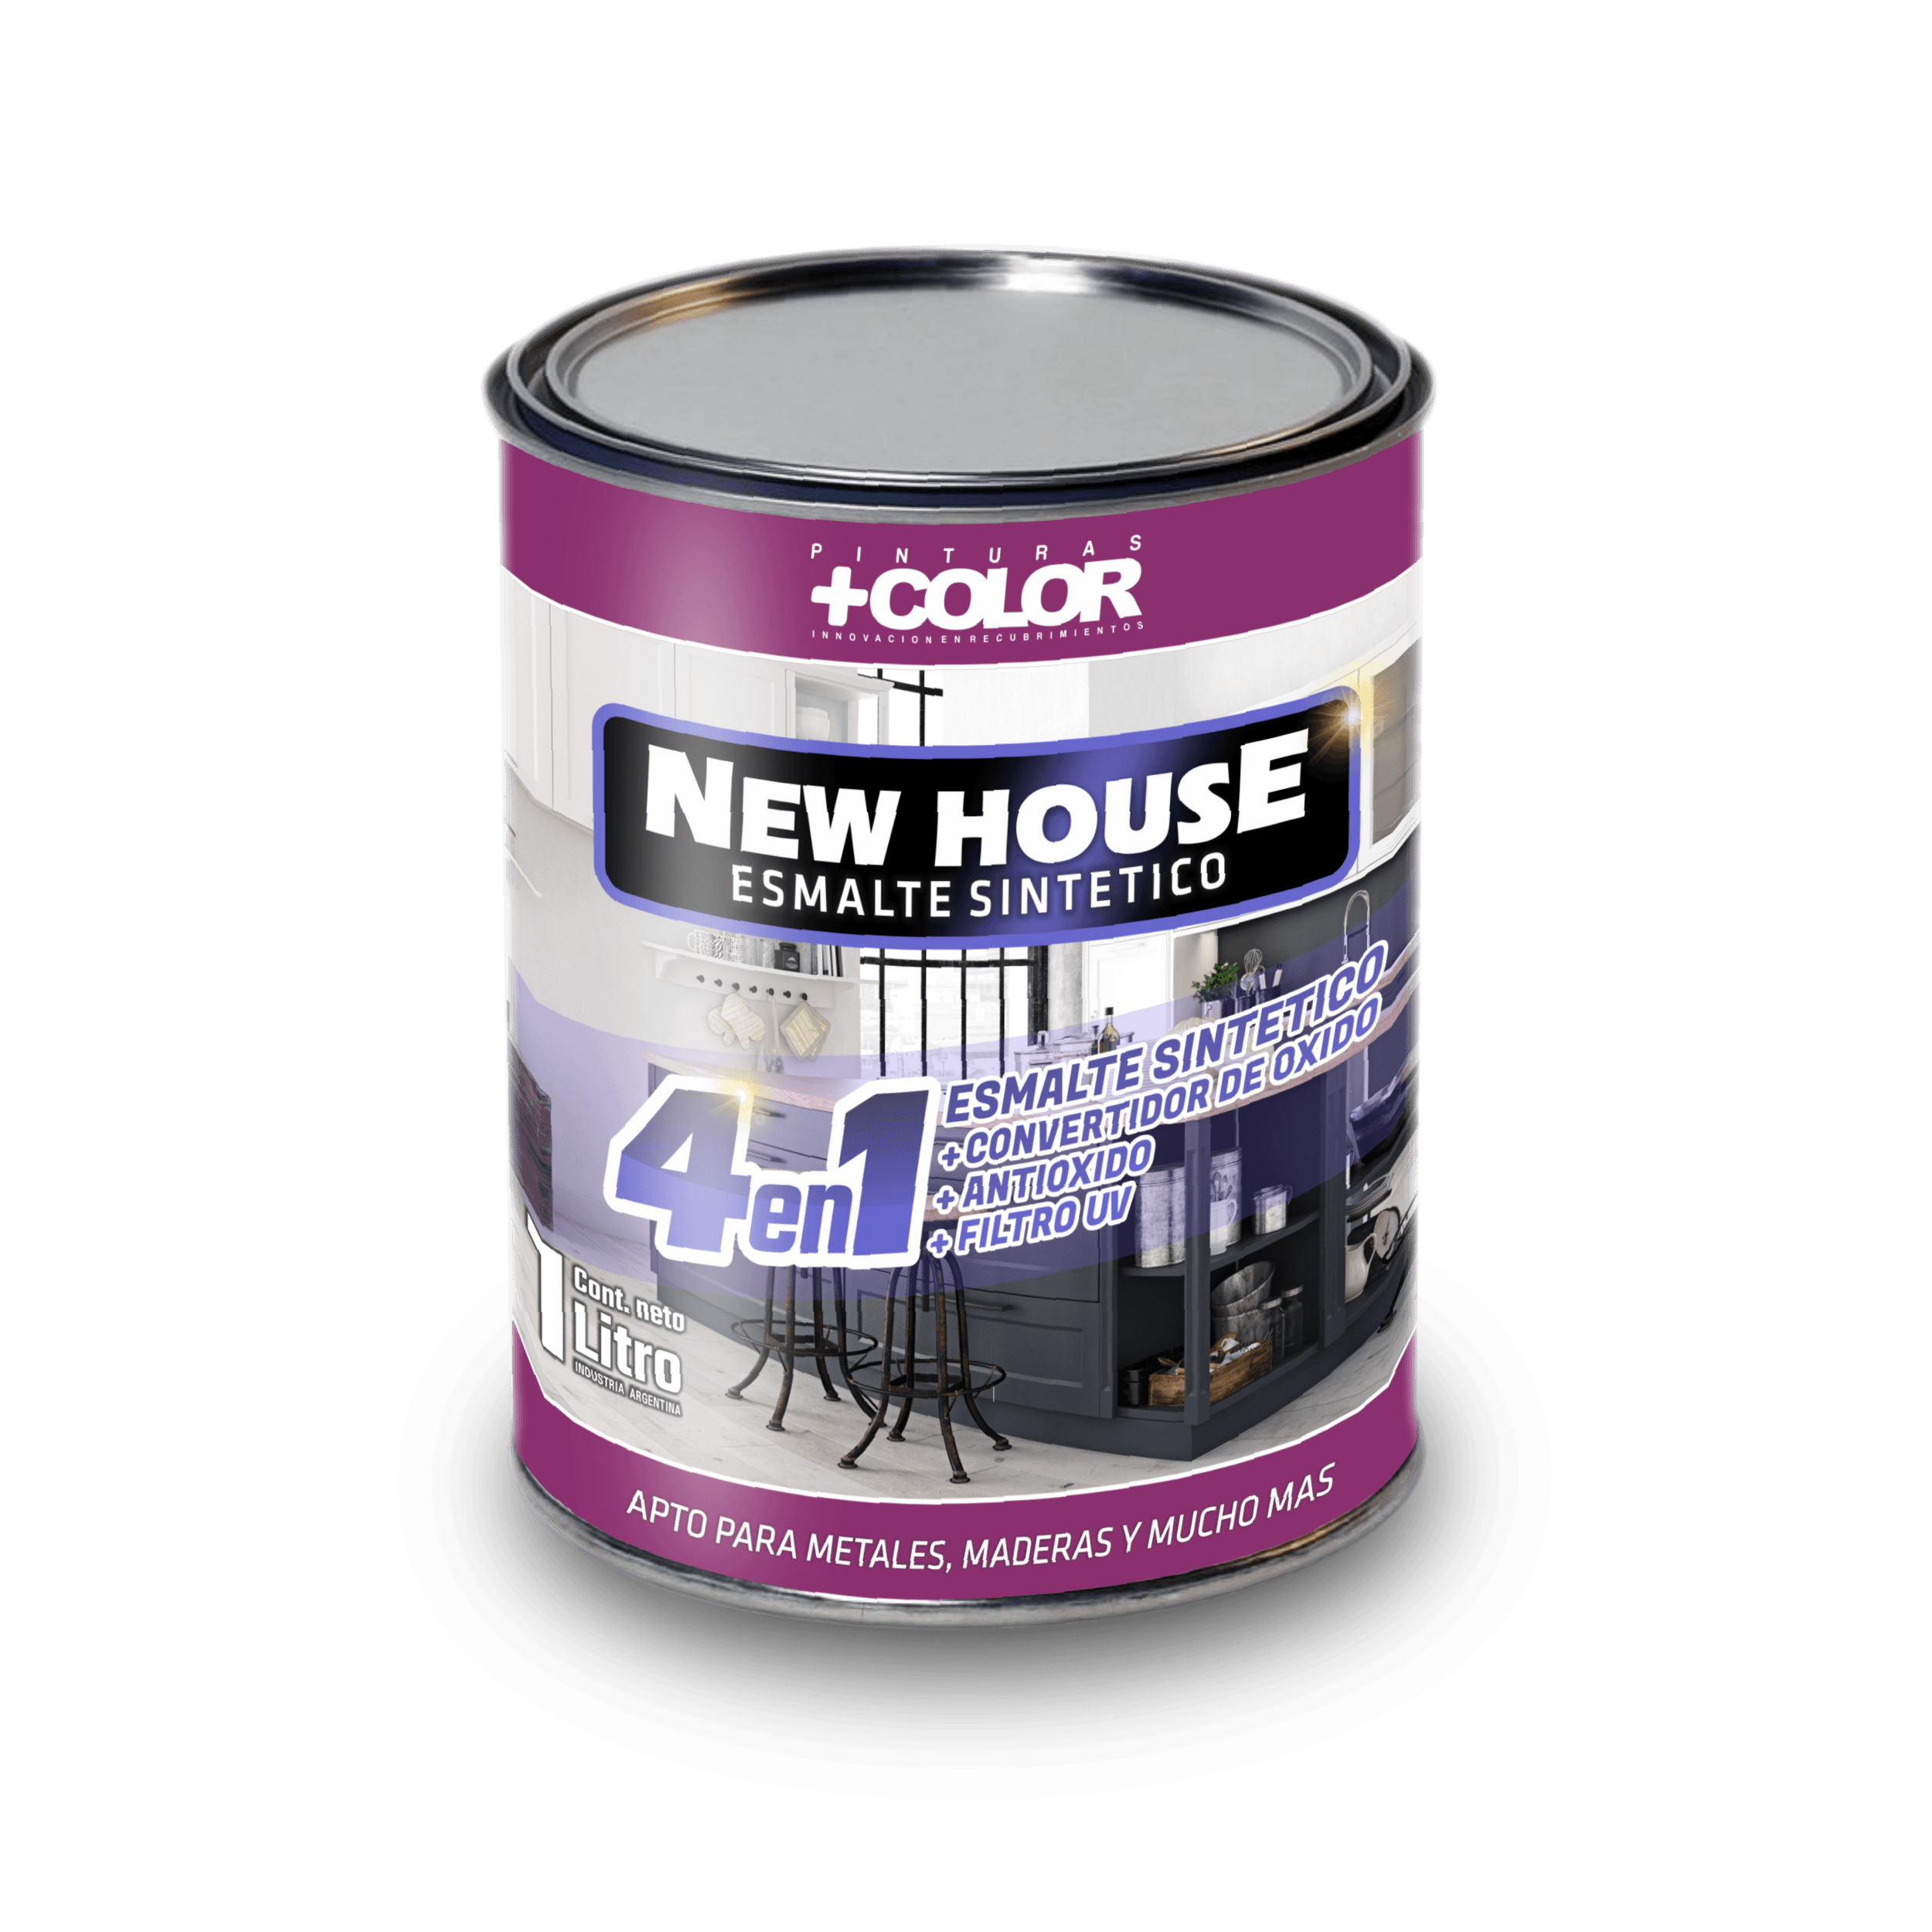 PINTURAS
+COLOR
INNOVACION EN RECUBRIMIENTOS
NEW HOUSE
ESMALTE SINTETICO
4en1
ESMALTE SINTETICO
+CONVERTIDOR DE OXIDO
+ ANTIOXIDO
+ FILTRO UV
1 Cont. neto
Litro
INDUSTRIA ARGENTINA
APTO PARA METALES, MADERAS Y MUCHO MAS